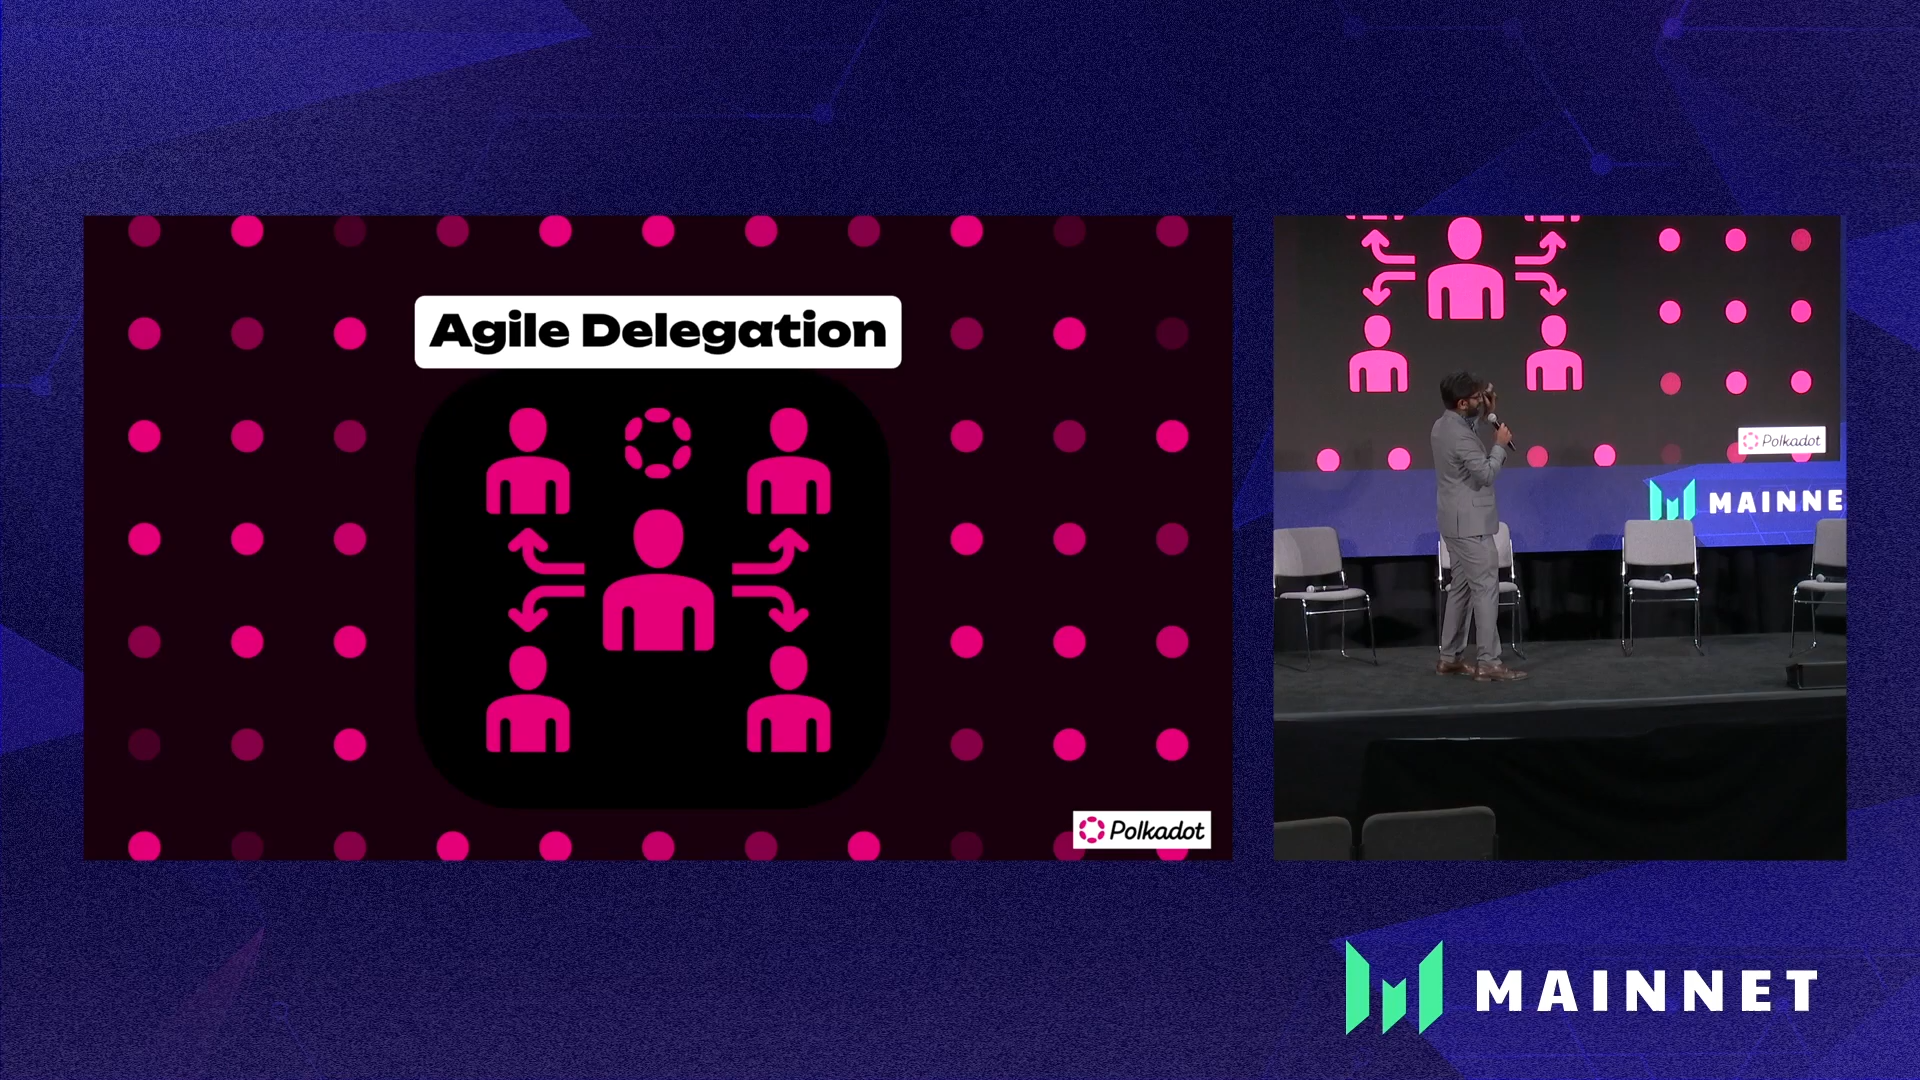 Agile Delegation
Polkadot
Polkadot
MAINNE
MAINNET